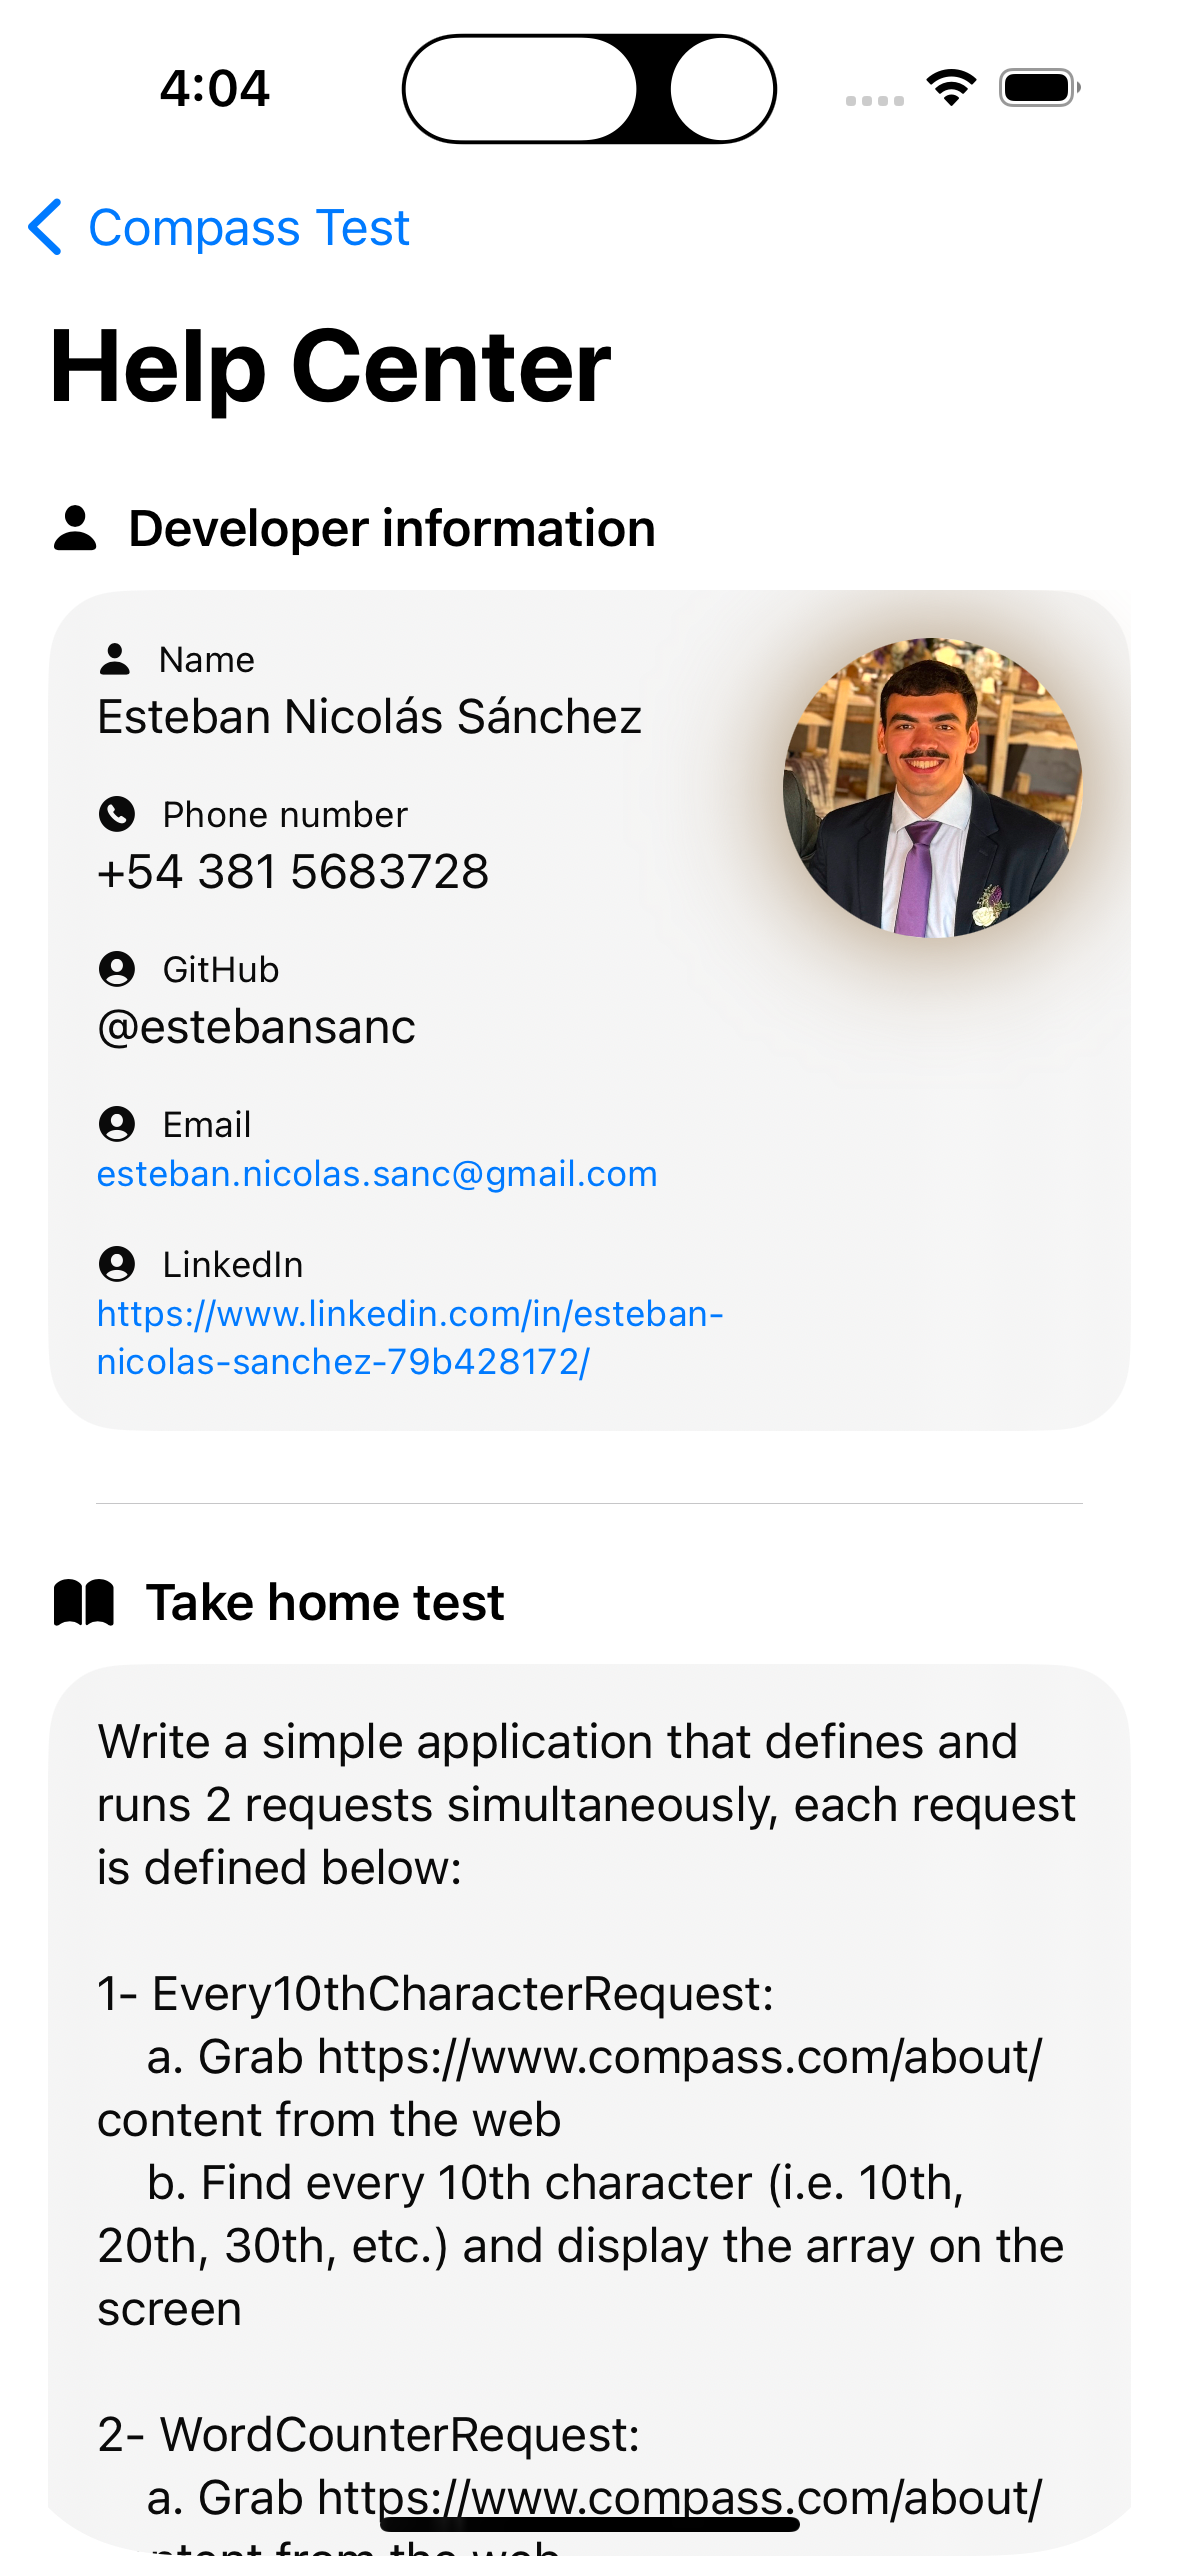 4:04
Compass Test
Help Center
Developer information
Name
Esteban Nicolás Sánchez
Phone number
+54 381 5683728
GitHub
@estebansanc
Email
esteban.nicolas.sanc@gmail.com
LinkedIn
https://www.linkedin.com/in/esteban-
nicolas-sanchez-79b428172/
Take home test
Write a simple application that defines and
runs 2 requests simultaneously, each request
is defined below:
1- Every10thCharacterRequest:
a. Grab https://www.compass.com/about/
content from the web
b. Find every 10th character (i.e. 10th,
20th, 30th, etc.) and display the array on the
screen
2- WordCounterRequest:
a. Grab https://www.compass.com/about/
from the web